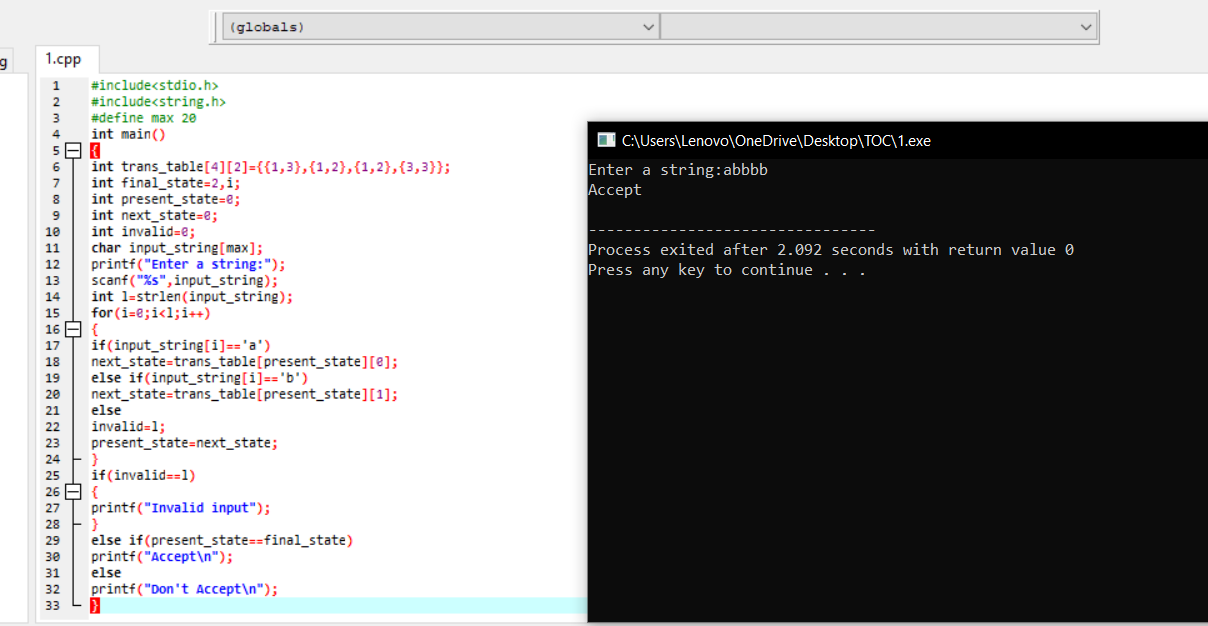 (globals)
g
1.cpp
1 #include<stdio.h>
2 #include<string.h>
3 #define max 20
4 int main()
5 {
6 int trans_table[4][2]={{1,3},{1,2},{1,2},{3,3}};
7 int final_state=2,i;
8 int present_state=0;
9 int next_state=0;
10 int invalid=0;
11 char input_string[max];
12 printf("Enter a string:");
13 scanf("%s",input_string);
14 int l=strlen(input_string);
15 for(i=0;i<l;i++)
16 {
17 if(input_string[i]=='a')
18 next_state=trans_table[present_state][0];
19 else if(input_string[i]=='b')
20 next_state=trans_table[present_state][1];
21 else
22 invalid=l;
23 present_state=next_state;
24 }
25 if(invalid==l)
26 {
27 printf("Invalid input");
28 }
29 else if(present_state==final_state)
30 printf("Accept\n");
31 else
32 printf("Don't Accept\n");
33 }
C:\Users\Lenovo\OneDrive\Desktop\TOC\1.exe
Enter a string:abbbb
Accept
--------------------------------
Process exited after 2.092 seconds with return value 0
Press any key to continue . . .